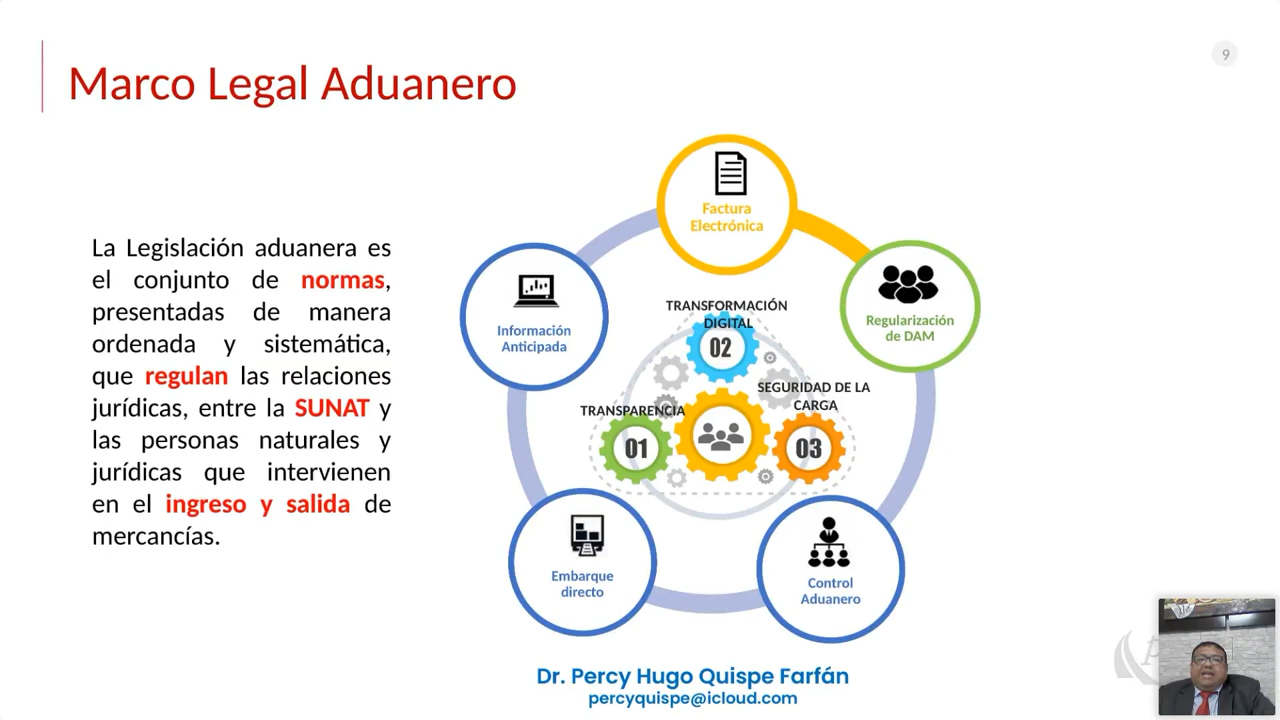 9
Marco Legal Aduanero
La Legislación aduanera es
el conjunto de normas,
presentadas de manera
ordenada y sistemática,
que regulan las relaciones
jurídicas, entre la SUNAT y
las personas naturales y
jurídicas que intervienen
en el ingreso y salida de
mercancías.
Factura
Electrónica
Información
Anticipada
Regularización
de DAM
TRANSFORMACIÓN
DIGITAL
02
SEGURIDAD DE LA
CARGA
TRANSPARENCIA
01
03
Embarque
directo
Control
Aduanero
Dr. Percy Hugo Quispe Farfán
percyquispe@icloud.com